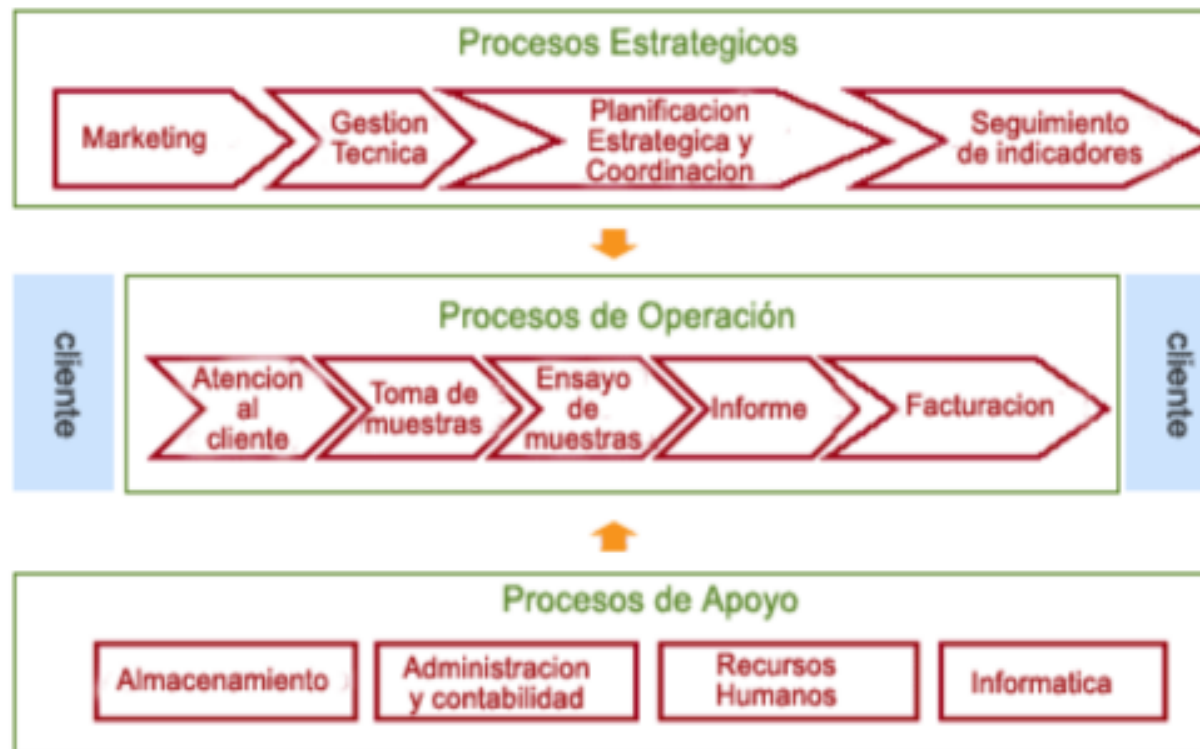 Procesos Estrategicos
Marketing
Gestion
Tecnica
Planificacion
Estrategica y
Coordinacion
Seguimiento
de indicadores
cliente
Procesos de Operación
Atencion
al
cliente
Toma de
muestras
Ensayo
de
muestras
Informe
Facturacion
cliente
Procesos de Apoyo
Almacenamiento
Administracion
y contabilidad
Recursos
Humanos
Informatica